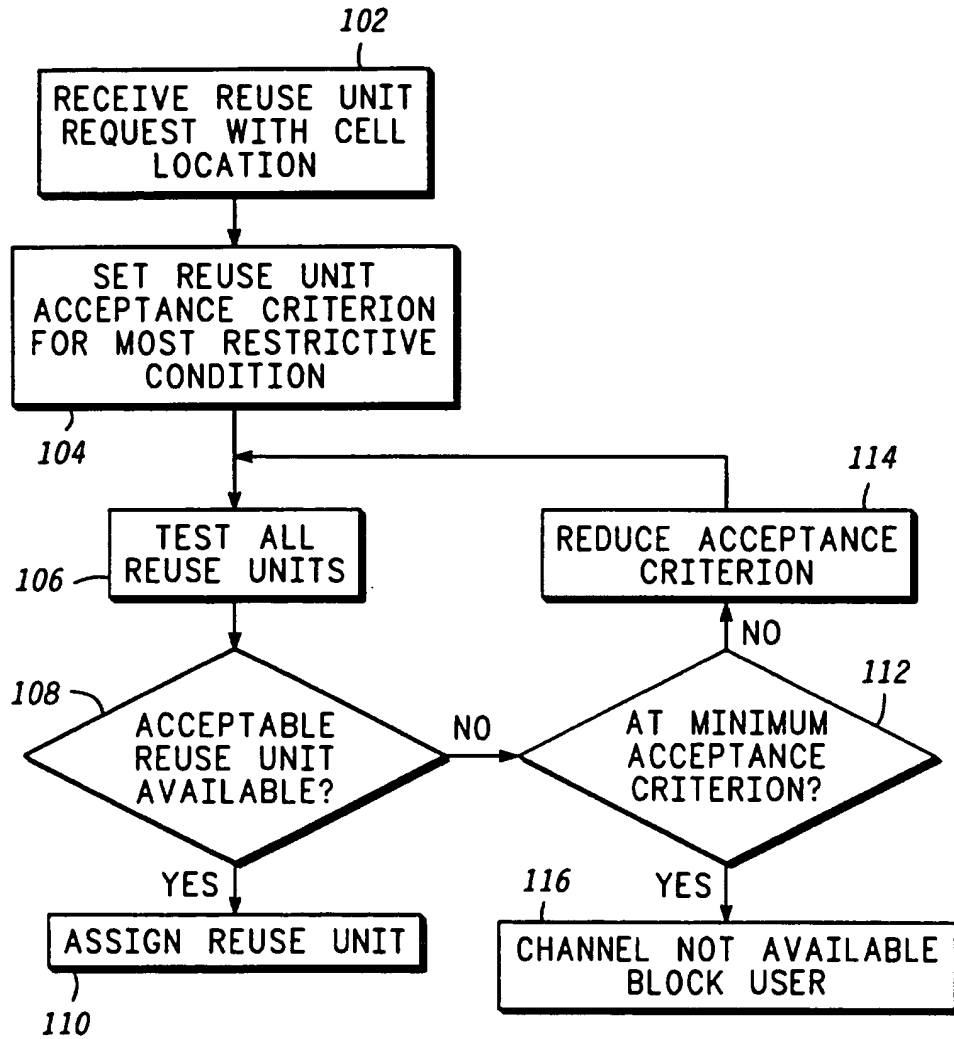 102
RECEIVE REUSE UNIT
REQUEST WITH CELL
LOCATION
SET REUSE UNIT
ACCEPTANCE CRITERION
FOR MOST RESTRICTIVE
CONDITION
104
114
TEST ALL
REUSE UNITS
106
REDUCE ACCEPTANCE
CRITERION
NO
108
ACCEPTABLE
REUSE UNIT
AVAILABLE?
NO
112
AT MINIMUM
ACCEPTANCE
CRITERION?
YES
ASSIGN REUSE UNIT
110
YES
116
CHANNEL NOT AVAILABLE
BLOCK USER